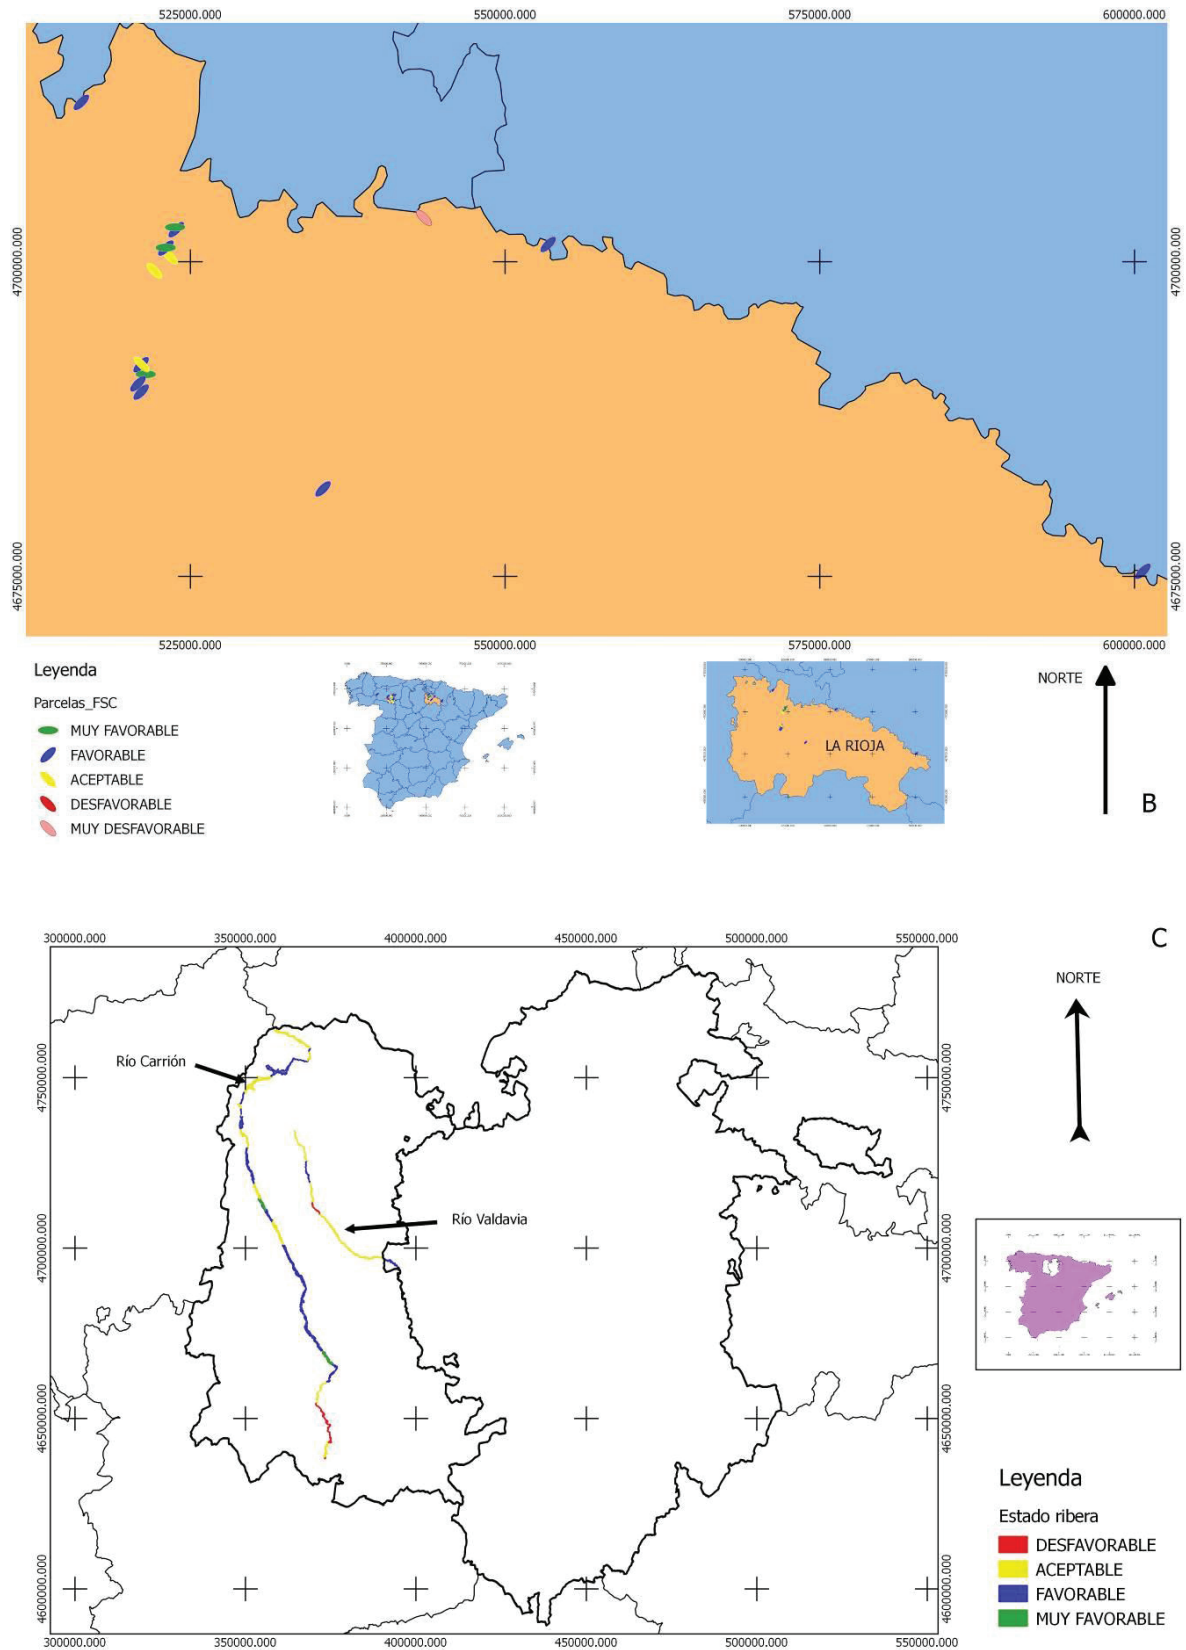 525000.000 550000.000 575000.000 600000.000
4700000.000 4700000.000
4675000.000 4675000.000
525000.000 550000.000 575000.000 600000.000
Leyenda
Parcelas_FSC
MUY FAVORABLE
FAVORABLE
ACEPTABLE
DESFAVORABLE
MUY DESFAVORABLE
LA RIOJA
NORTE
B
300000.000 350000.000 400000.000 450000.000 500000.000 550000.000
C
NORTE
Río Carrión
4750000.000 4750000.000
Río Valdavia
4700000.000 4700000.000
4650000.000 4650000.000
4600000.000 4600000.000
300000.000 350000.000 400000.000 450000.000 500000.000 550000.000
Leyenda
Estado ribera
DESFAVORABLE
ACEPTABLE
FAVORABLE
MUY FAVORABLE